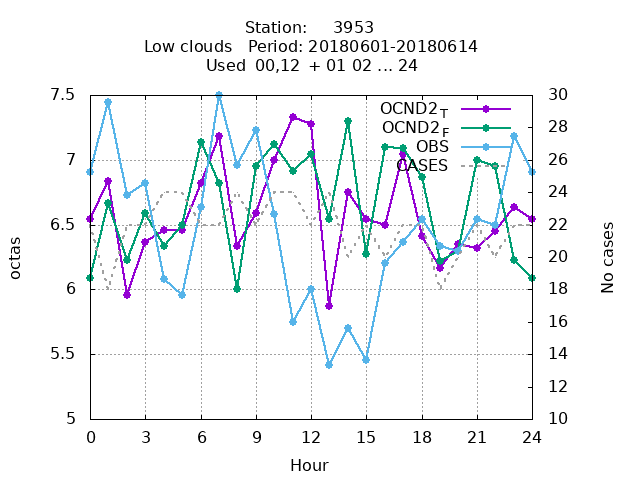 Station: 3953
Low clouds Period: 20180601-20180614
Used 00,12 + 01 02 ... 24
7.5 30
OCND2T
28
OCND2F
OBS
7 26
CASES
24
6.5 22
20
6 18
16
5.5 14
12
5 10
octas
No cases
0 3 6 9 12 15 18 21 24
Hour